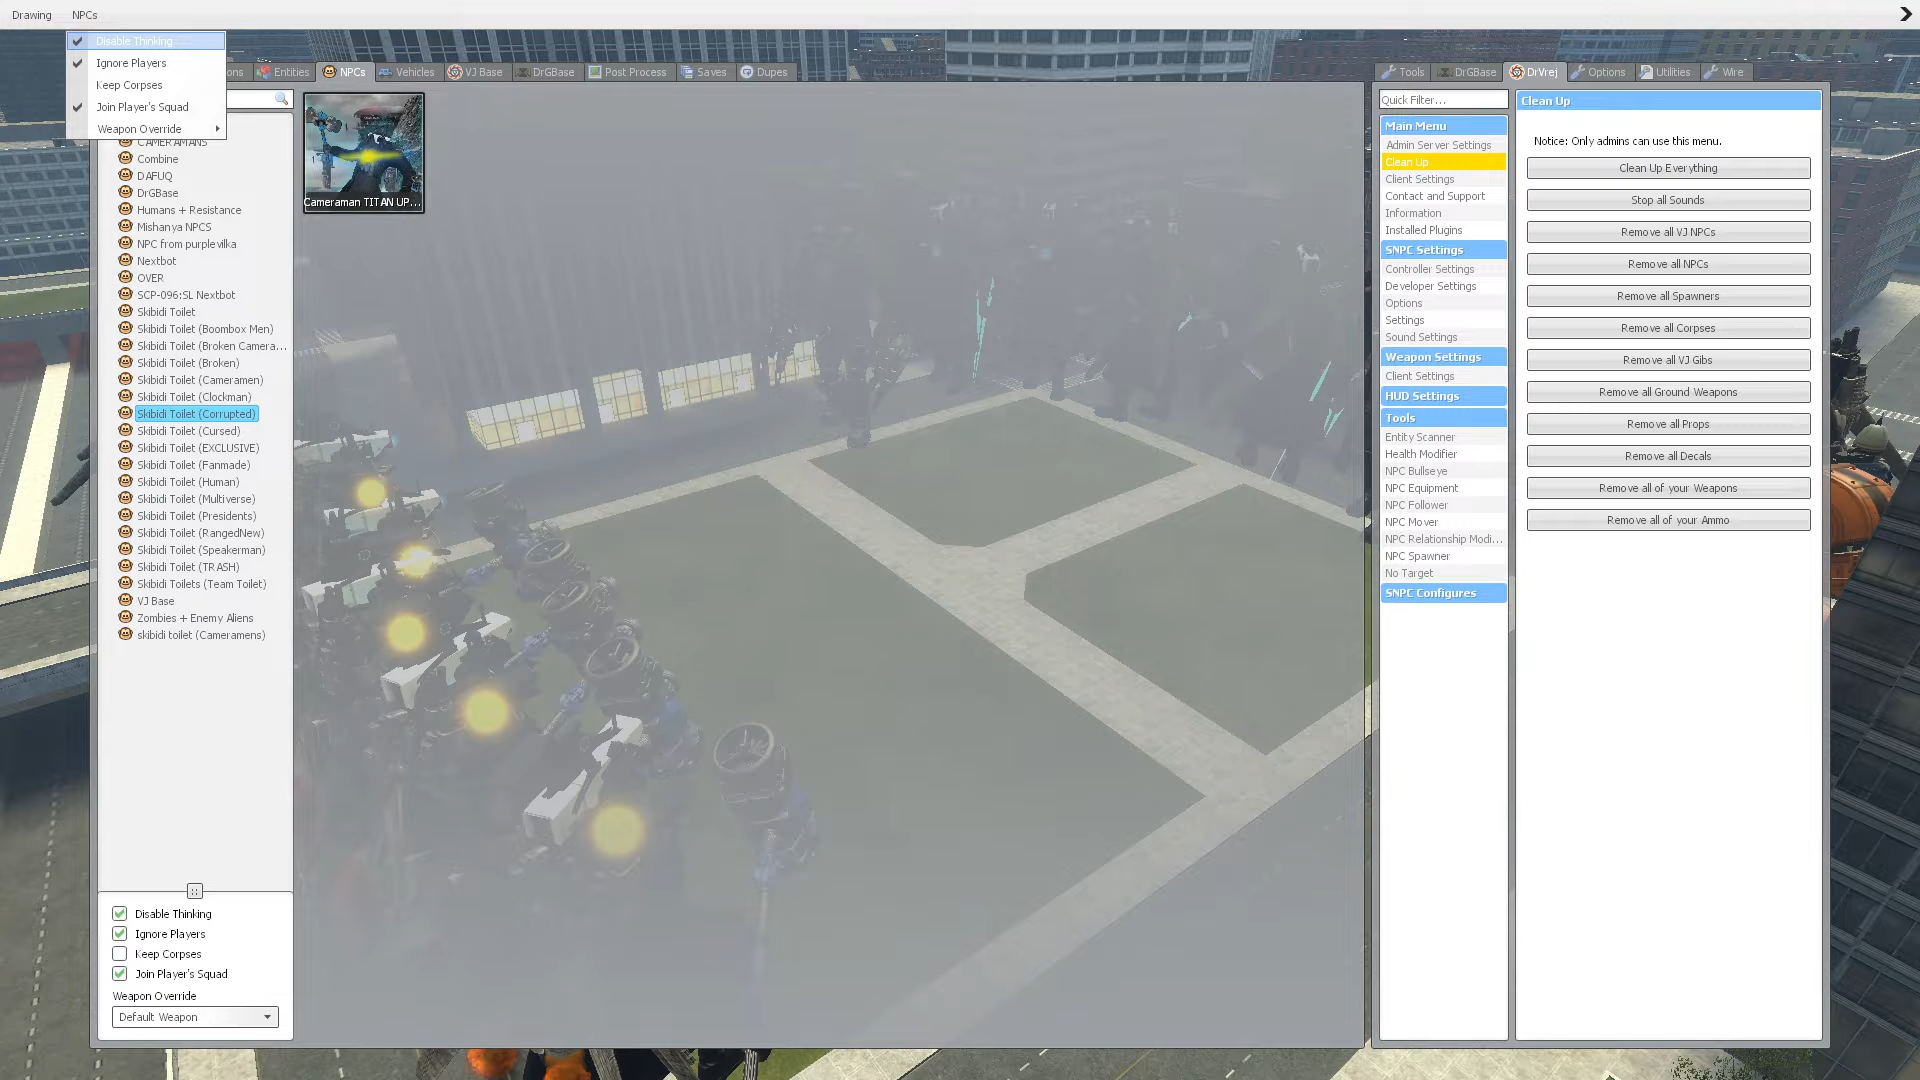 Drawing NPCs
Disable Thinking
Ignore Players
Keep Corpses
Join Player's Squad
Weapon Override
ons Entities NPCs Vehicles VJ Base DrGBase Post Process Saves Dupes
CAMERAMANS
Combine
DAFUQ
DrGBase
Humans + Resistance
Mishanya NPCS
NPC from purplevilka
Nextbot
OVER
SCP-096:SL Nextbot
Skibidi Toilet
Skibidi Toilet (Boombox Men)
Skibidi Toilet (Broken Camera...
Skibidi Toilet (Broken)
Skibidi Toilet (Cameramen)
Skibidi Toilet (Clockman)
Skibidi Toilet (Corrupted)
Skibidi Toilet (Cursed)
Skibidi Toilet (EXCLUSIVE)
Skibidi Toilet (Fanmade)
Skibidi Toilet (Human)
Skibidi Toilet (Multiverse)
Skibidi Toilet (Presidents)
Skibidi Toilet (RangedNew)
Skibidi Toilet (Speakerman)
Skibidi Toilet (TRASH)
Skibidi Toilets (Team Toilet)
VJ Base
Zombies + Enemy Aliens
skibidi toilet (Cameramens)
Disable Thinking
Ignore Players
Keep Corpses
Join Player's Squad
Weapon Override
Default Weapon
Cameraman TITAN UP...
Tools DrGBase DrVrej Options Utilities Wire
Quick Filter...
Main Menu
Admin Server Settings
Clean Up
Client Settings
Contact and Support
Information
Installed Plugins
SNPC Settings
Controller Settings
Developer Settings
Options
Settings
Sound Settings
Weapon Settings
Client Settings
HUD Settings
Tools
Entity Scanner
Health Modifier
NPC Bullseye
NPC Equipment
NPC Follower
NPC Mover
NPC Relationship Modi...
NPC Spawner
No Target
SNPC Configures
Clean Up
Notice: Only admins can use this menu.
Clean Up Everything
Stop all Sounds
Remove all VJ NPCs
Remove all NPCs
Remove all Spawners
Remove all Corpses
Remove all VJ Gibs
Remove all Ground Weapons
Remove all Props
Remove all Decals
Remove all of your Weapons
Remove all of your Ammo